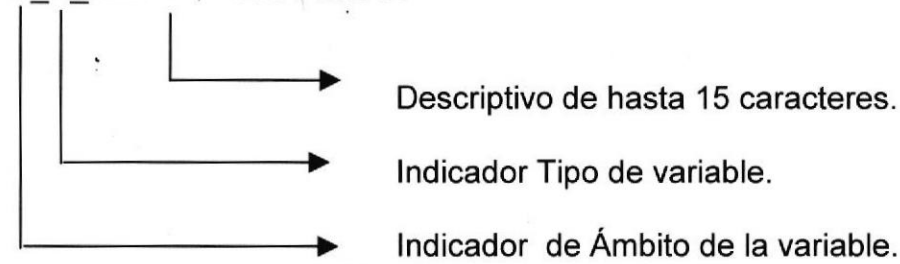 Descriptivo de hasta 15 caracteres.
Indicador Tipo de variable.
Indicador de Ámbito de la variable.